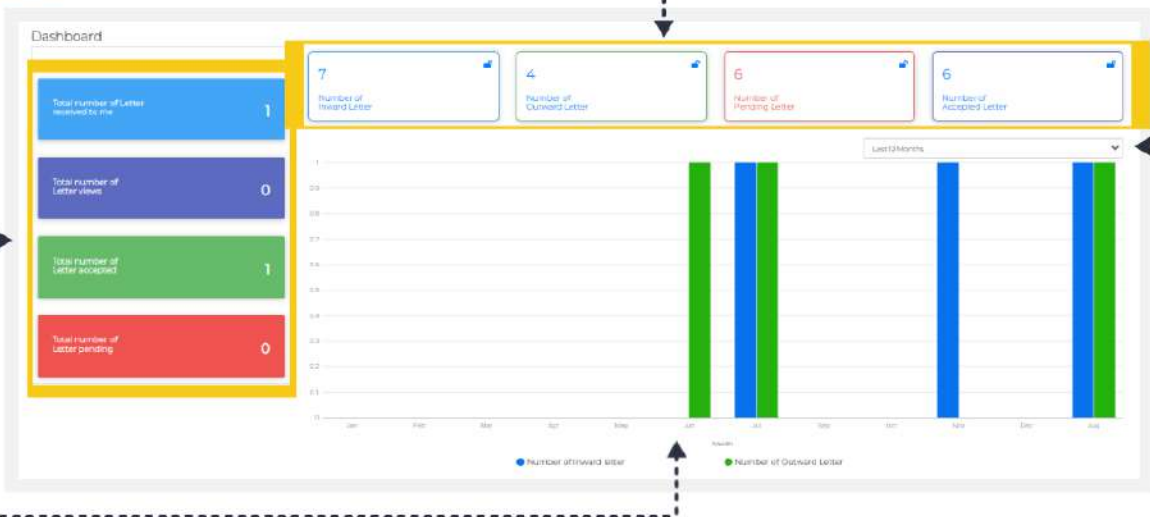 Dashboard
7
Number of
Inward Letter
4
Number of
Outward Letter
6
Number of
Pending Letter
6
Number of
Accepted Letter
Total number of Letter
received to me
1
Total number of
Letter views
0
Total number of
Letter accepted
1
Total number of
Letter pending
0
Last 12 Months
1
0.9
0.8
0.7
0.6
0.5
0.4
0.3
0.2
0.1
0
Jan Feb Mar Apr May Jun Jul Sep Oct Nov Dec Aug
Number of Inward letter
Number of Outward Letter